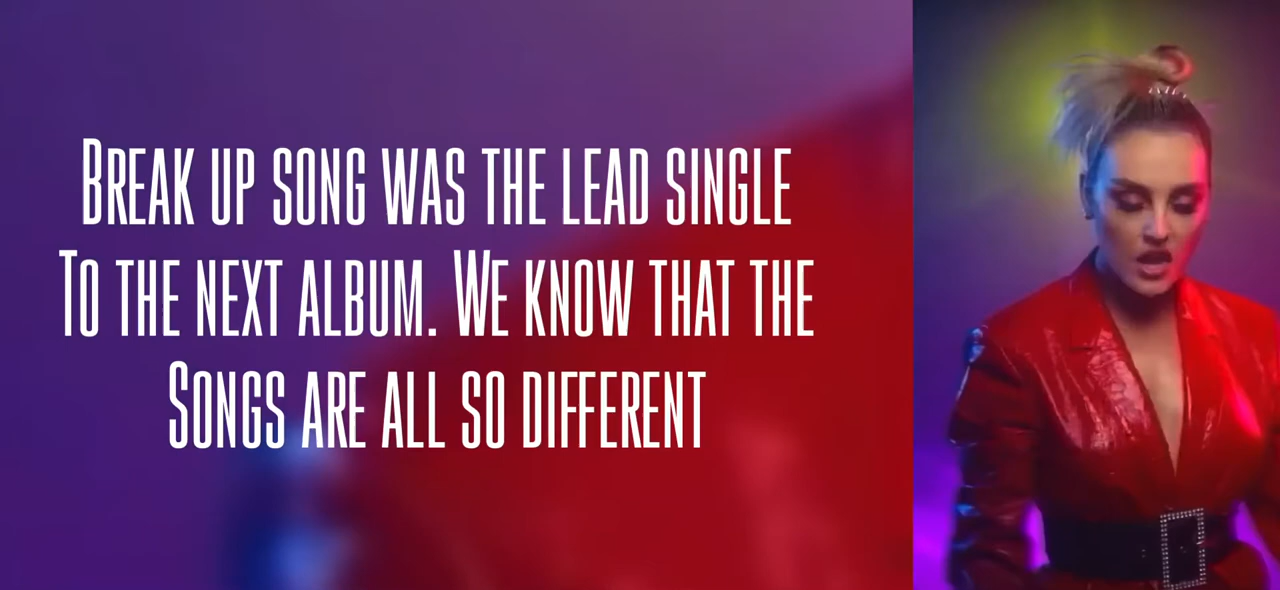 Break up song was the lead single
To the next album. We know that the
Songs are all so different